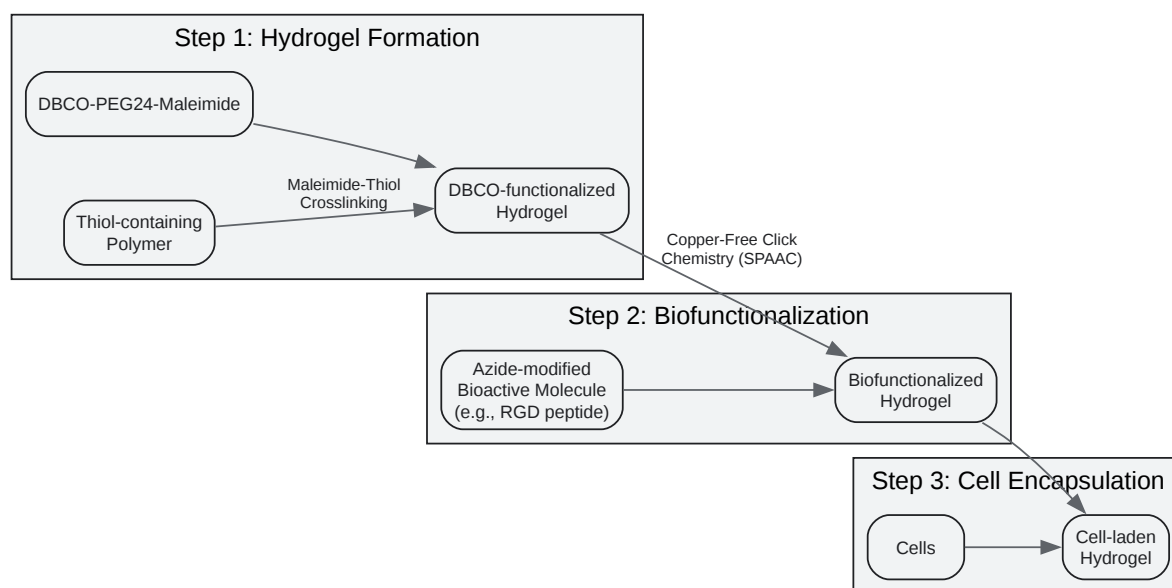 Step 1: Hydrogel Formation
DBCO-PEG24-Maleimide
Maleimide-Thiol
Crosslinking
Thiol-containing
Polymer
DBCO-functionalized
Hydrogel
Copper-Free Click
Chemistry (SPAAC)
Step 2: Biofunctionalization
Azide-modified
Bioactive Molecule
(e.g., RGD peptide)
Biofunctionalized
Hydrogel
Step 3: Cell Encapsulation
Cells
Cell-laden
Hydrogel